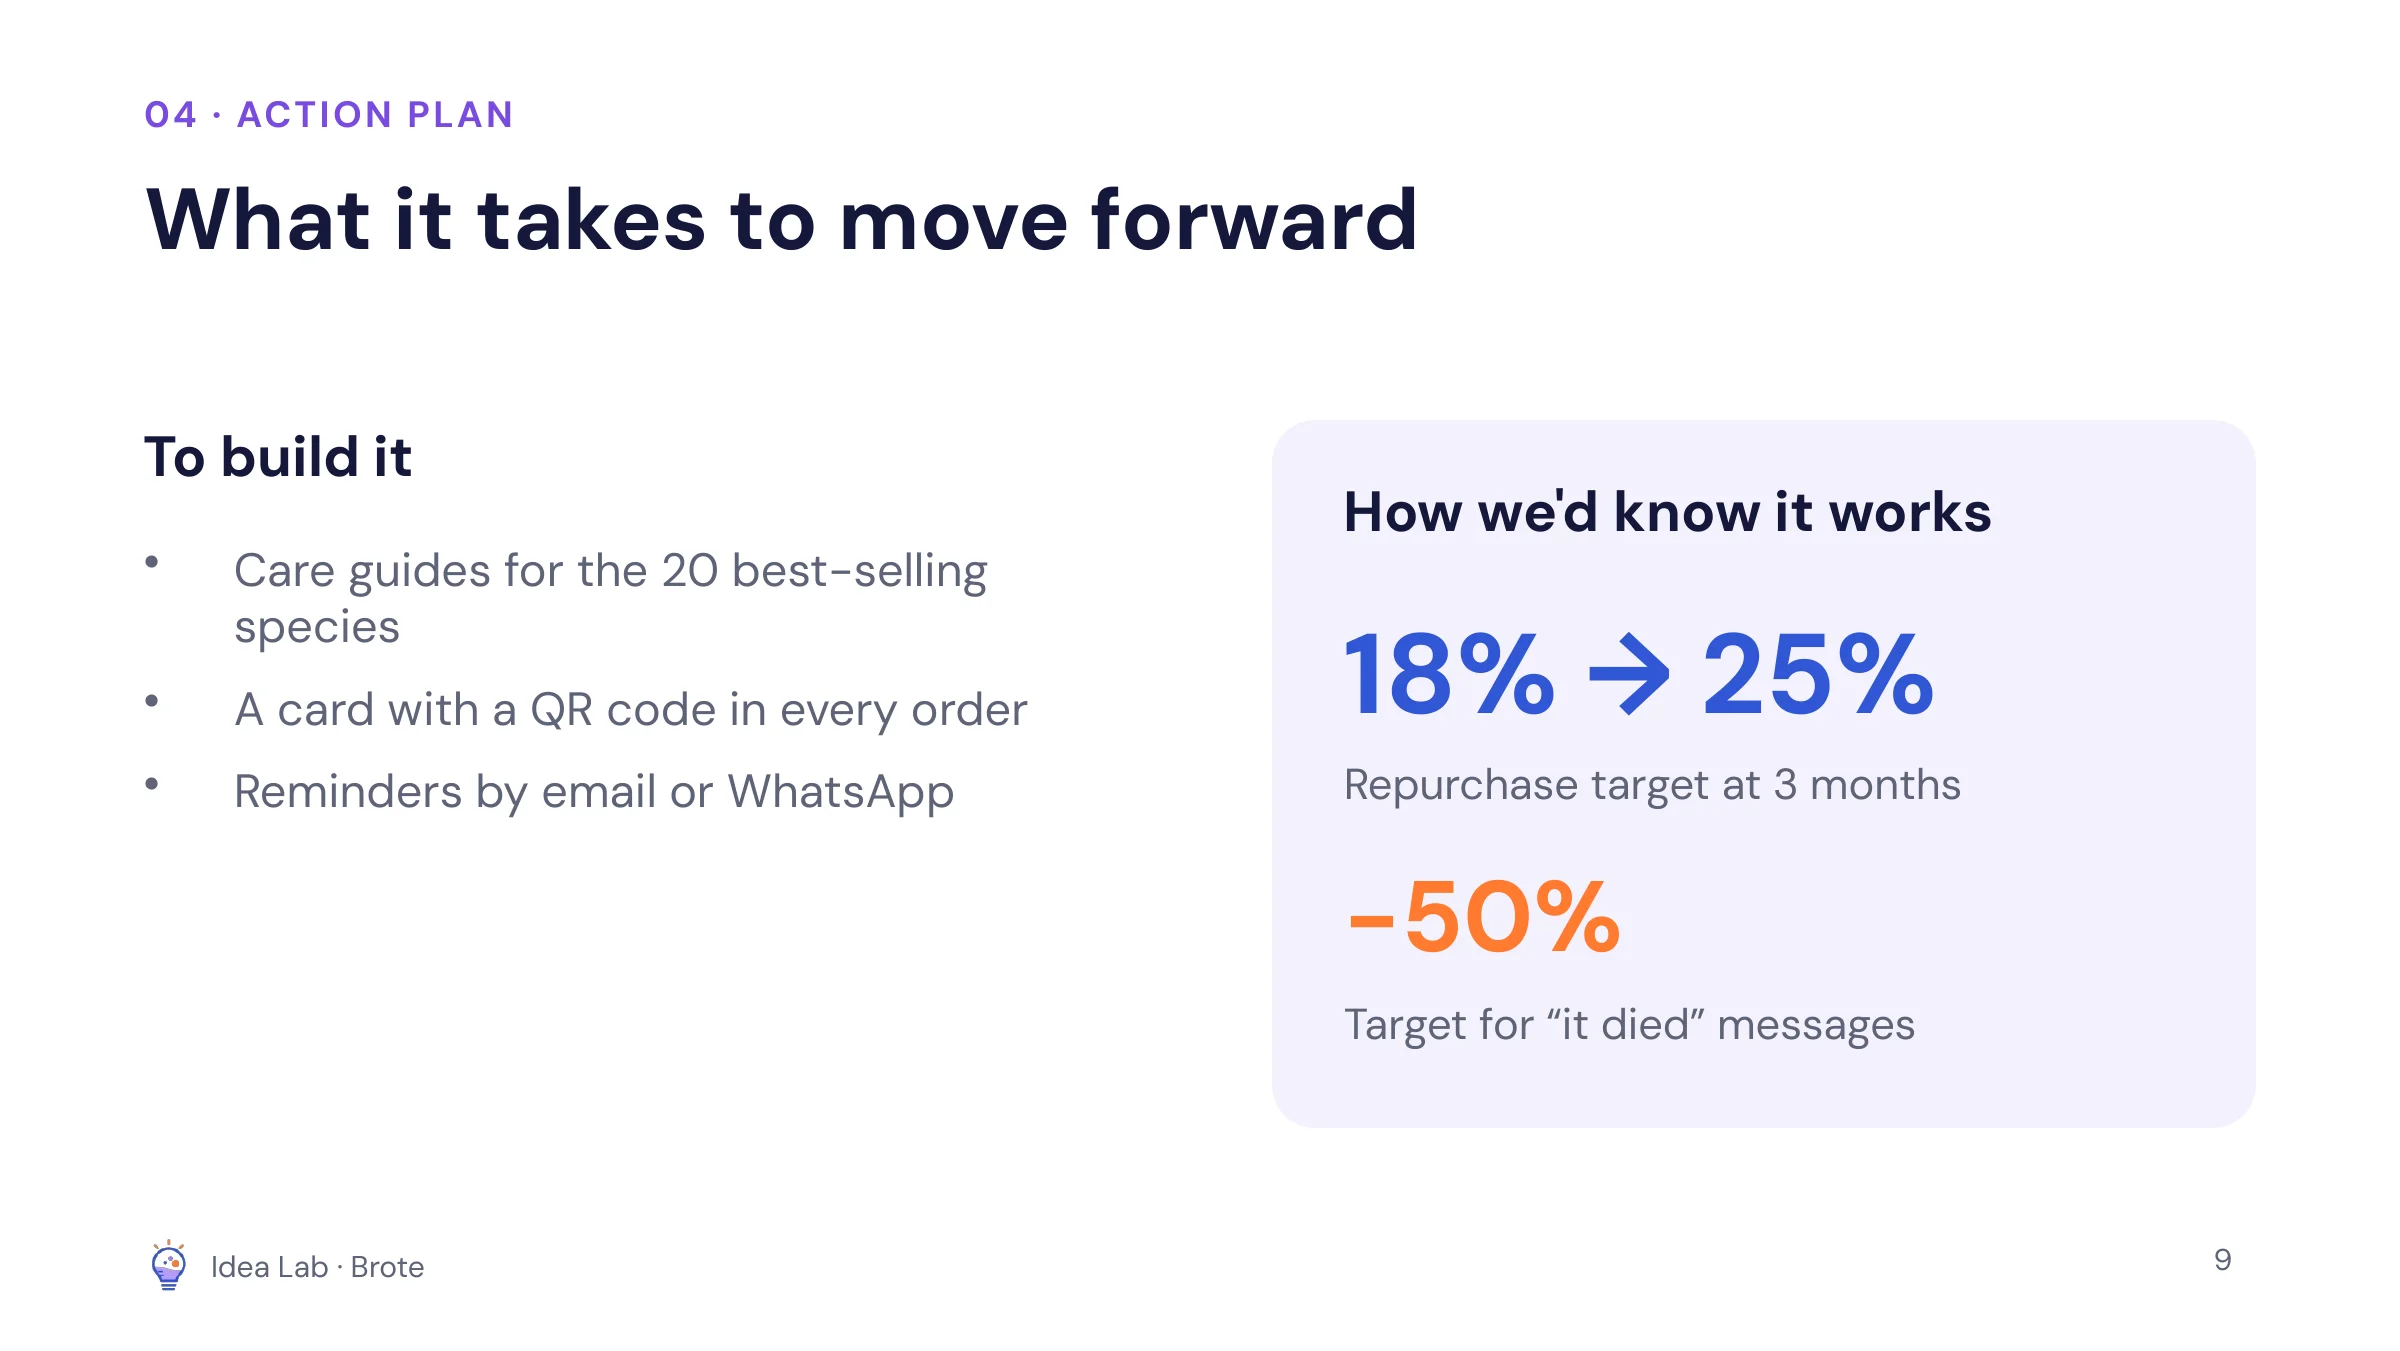 04 · ACTION PLAN
What it takes to move forward
To build it
• Care guides for the 20 best-selling
species
• A card with a QR code in every order
• Reminders by email or WhatsApp
How we'd know it works
18% → 25%
Repurchase target at 3 months
-50%
Target for “it died” messages
Idea Lab · Brote
9